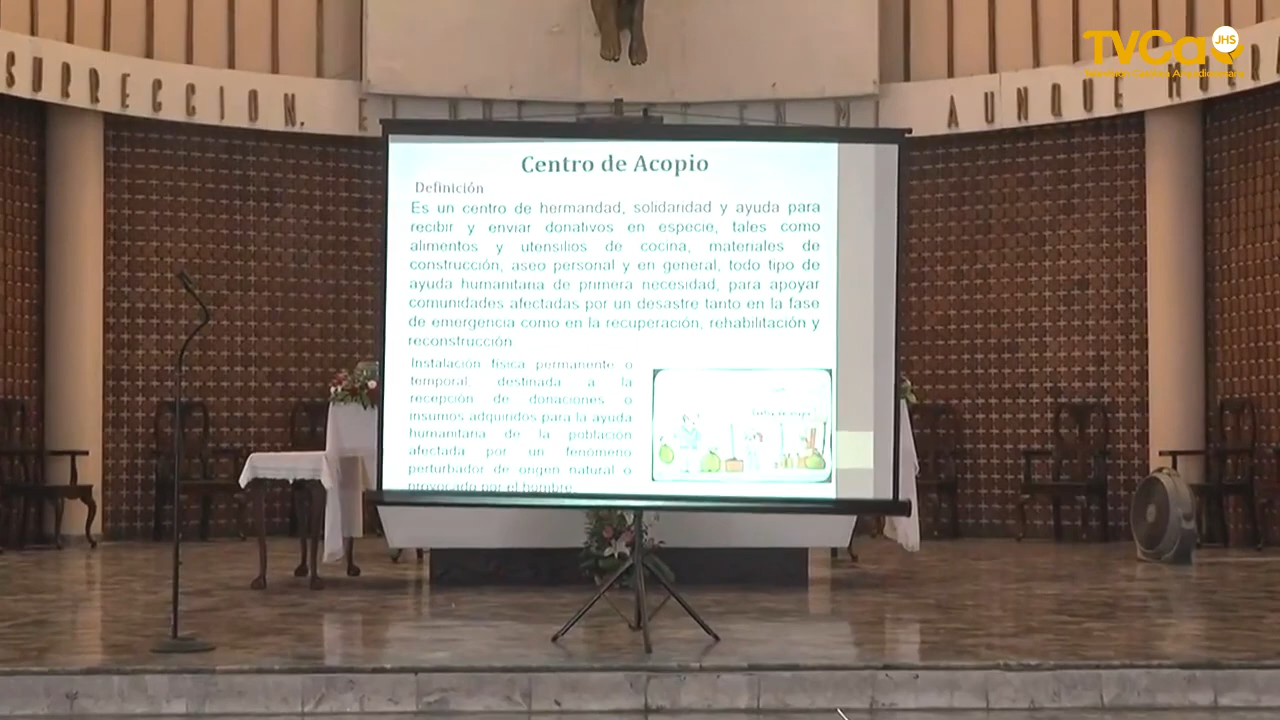 TVCa
JHS
SURRECCION.
AUNQUE
Centro de Acopio
Definición
Es un centro de hermandad, solidaridad y ayuda para
recibir y enviar donativos en especie, tales como
alimentos y utensilios de cocina, materiales de
construcción, aseo personal y en general, todo tipo de
ayuda humanitaria de primera necesidad, para apoyar
comunidades afectadas por un desastre tanto en la fase
de emergencia como en la recuperación, rehabilitación y
reconstrucción
Instalación física permanente o
temporal destinada a la
recepción de donaciones o
insumos adquiridos para la ayuda
humanitaria de la población
afectada por un fenómeno
perturbador de origen natural o
provocado por el hombre